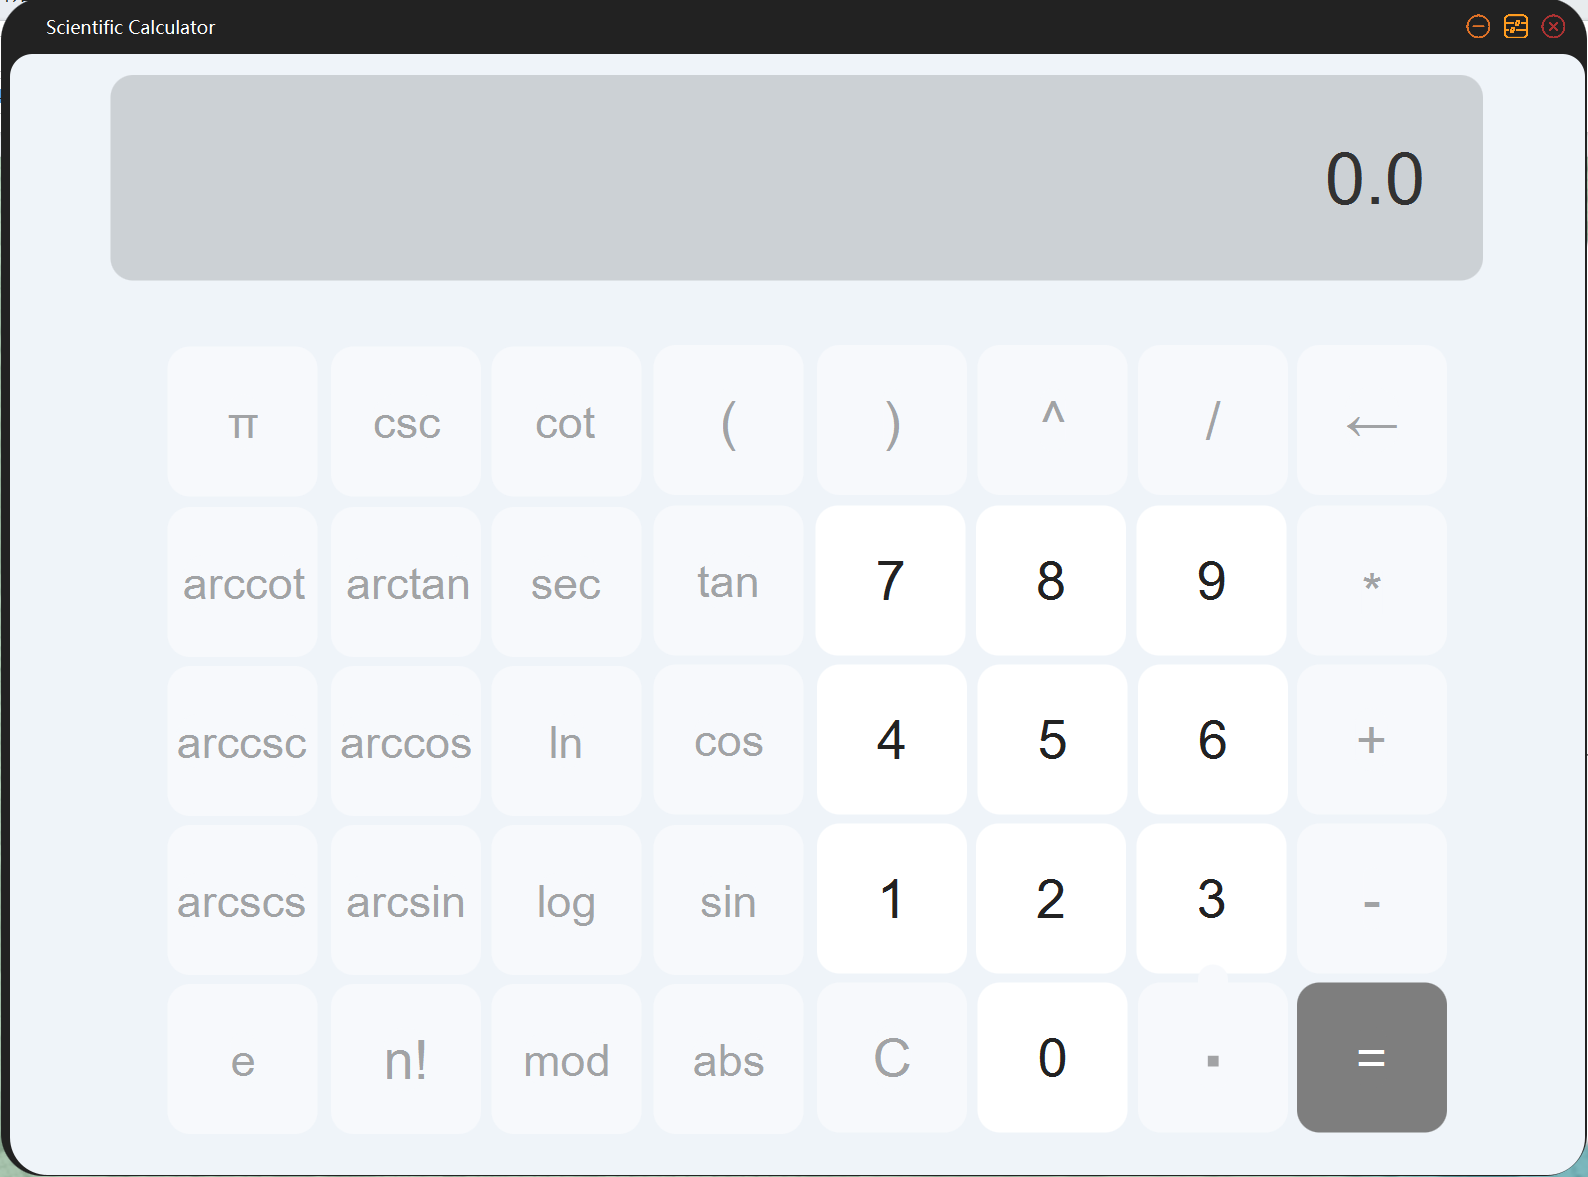 Scientific Calculator
0.0
π csc cot ( ) ^ / ←
arccot arctan sec tan 7 8 9 *
arccsc arccos ln cos 4 5 6 +
arcscs arcsin log sin 1 2 3 -
e n! mod abs C 0 . =